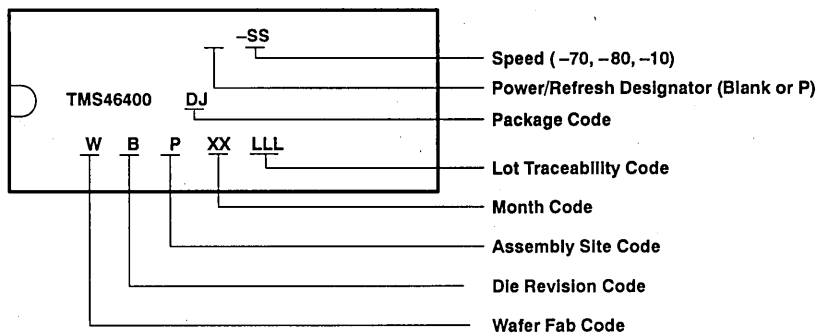 –SS
Speed ( –70, –80, –10)
Power/Refresh Designator (Blank or P)
TMS46400 DJ
Package Code
W B P XX LLL
Lot Traceability Code
Month Code
Assembly Site Code
Die Revision Code
Wafer Fab Code